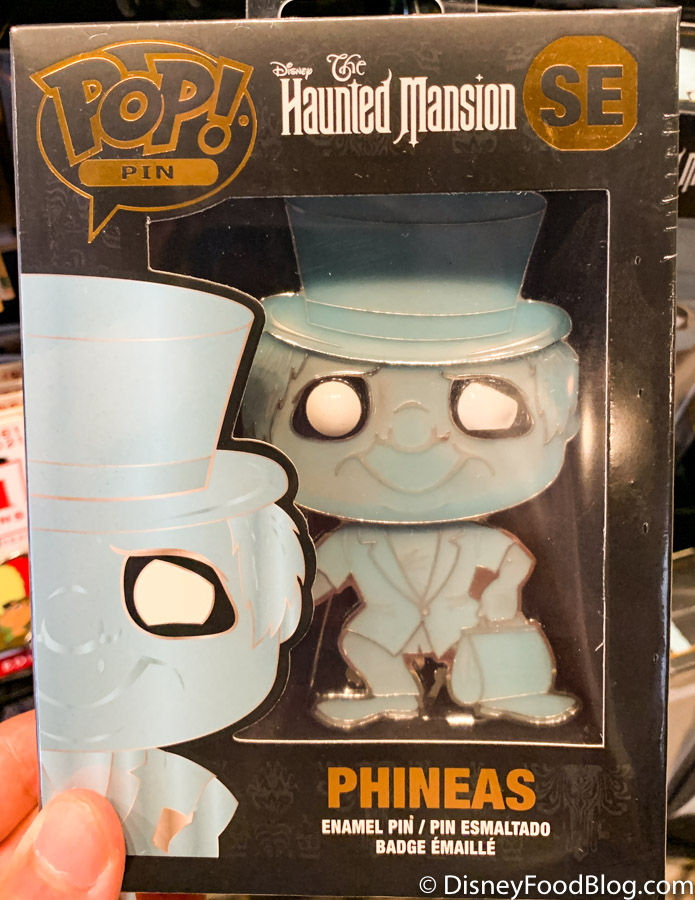 POP!
PIN
Disney
The
Haunted Mansion
SE
PHINEAS
ENAMEL PIN / PIN ESMALTADO
BADGE ÉMAILLÉ
© DisneyFoodBlog.com